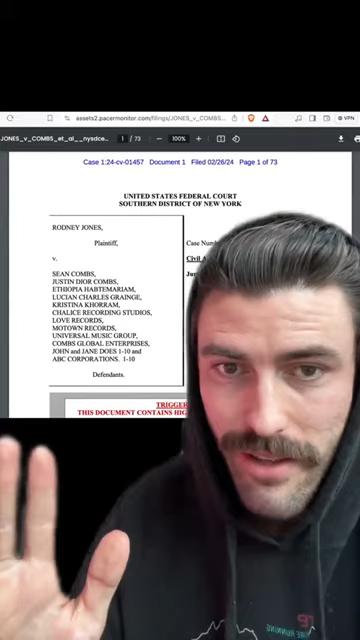 assets2.pacermonitor.com/filings/JONES_v_COMBS_
VPN
JONES_v_COMBS_et_al__nysdce...
1 / 73
100%
Case 1:24-cv-01457 Document 1 Filed 02/26/24 Page 1 of 73
UNITED STATES FEDERAL COURT
SOUTHERN DISTRICT OF NEW YORK
RODNEY JONES,
Plaintiff,
Case Num
v.
Civil A
SEAN COMBS,
Jur
JUSTIN DIOR COMBS,
ETHIOPIA HABTEMARIAM,
LUCIAN CHARLES GRAINGE,
KRISTINA KHORRAM,
CHALICE RECORDING STUDIOS,
LOVE RECORDS,
MOTOWN RECORDS,
UNIVERSAL MUSIC GROUP,
COMBS GLOBAL ENTERPRISES,
JOHN and JANE DOES 1-10 and
ABC CORPORATIONS. 1-10
Defendants.
TRIGGER
THIS DOCUMENT CONTAINS HIG